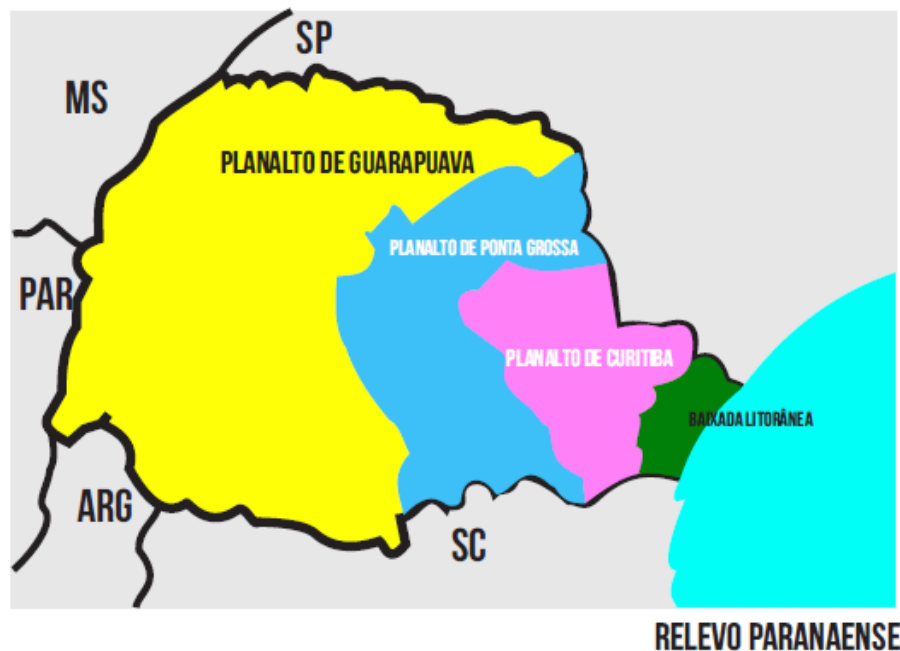 SP
MS
PLANALTO DE GUARAPUAVA
PLANALTO DE PONTA GROSSA
PAR
PLANALTO DE CURITIBA
BAIXADA LITORÂNEA
ARG
SC
RELEVO PARANAENSE